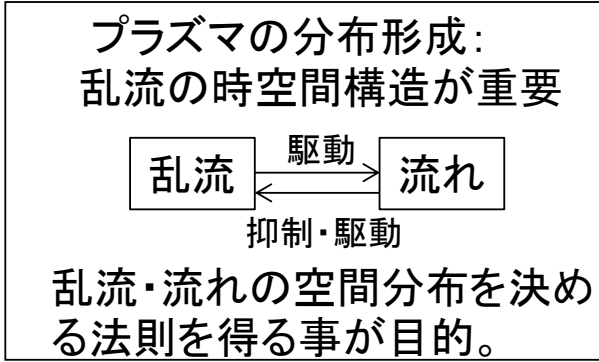 プラズマの分布形成:
乱流の時空間構造が重要
駆動
乱流
流れ
抑制・駆動
乱流・流れの空間分布を決め
る法則を得る事が目的。